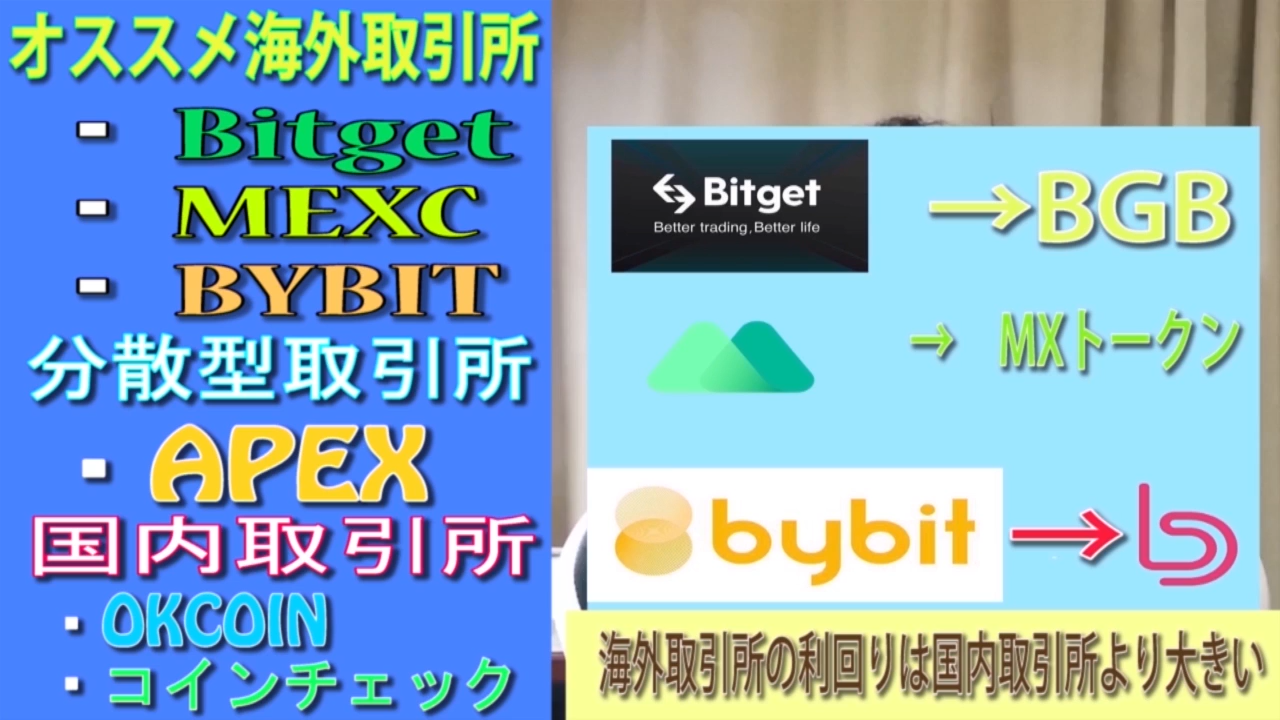 オススメ海外取引所
- Bitget
- MEXC
- BYBIT
分散型取引所
- APEX
国内取引所
・OKCOIN
・コインチェック
Bitget
Better trading,Better life
→BGB
→ MXトークン
bybit
→
海外取引所の利回りは国内取引所より大きい